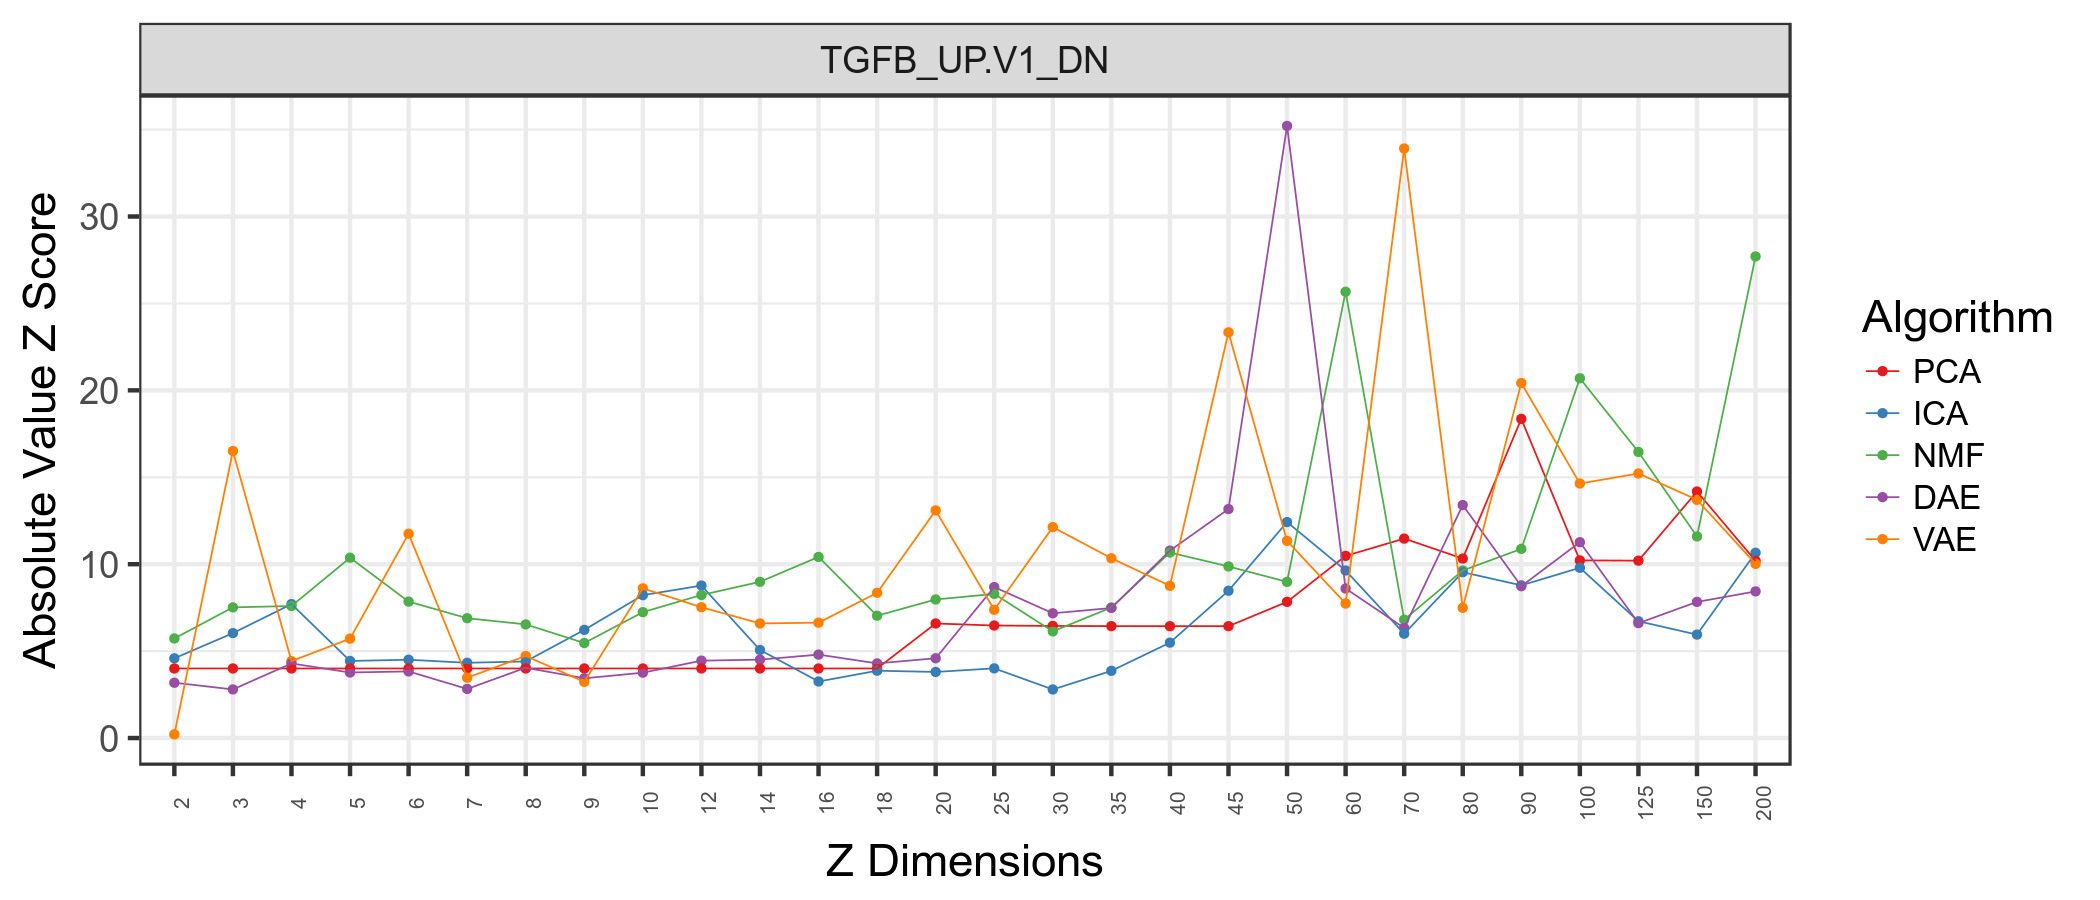 TGFB_UP.V1_DN
Absolute Value Z Score
30
20
10
0
2 3 4 5 6 7 8 9 10 12 14 16 18 20 25 30 35 40 45 50 60 70 80 90 100 125 150 200
Z Dimensions
Algorithm
PCA
ICA
NMF
DAE
VAE